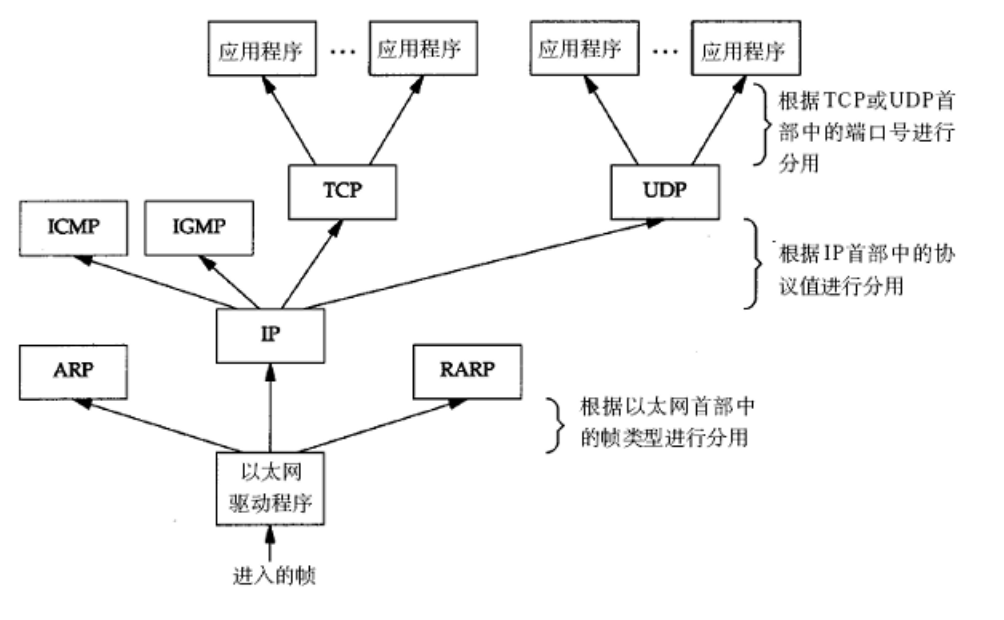 应用程序 … 应用程序 应用程序 … 应用程序
根据TCP或UDP首
部中的端口号进行
分用
TCP UDP
ICMP IGMP
根据IP首部中的协
议值进行分用
IP
ARP RARP
根据以太网首部中
的帧类型进行分用
以太网
驱动程序
进入的帧